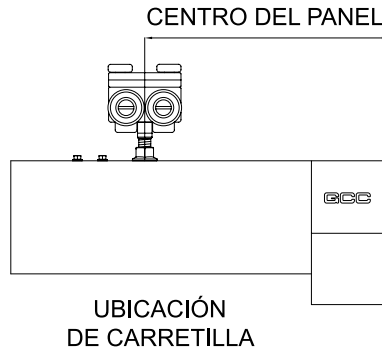 CENTRO DEL PANEL
GCC
UBICACIÓN
DE CARRETILLA